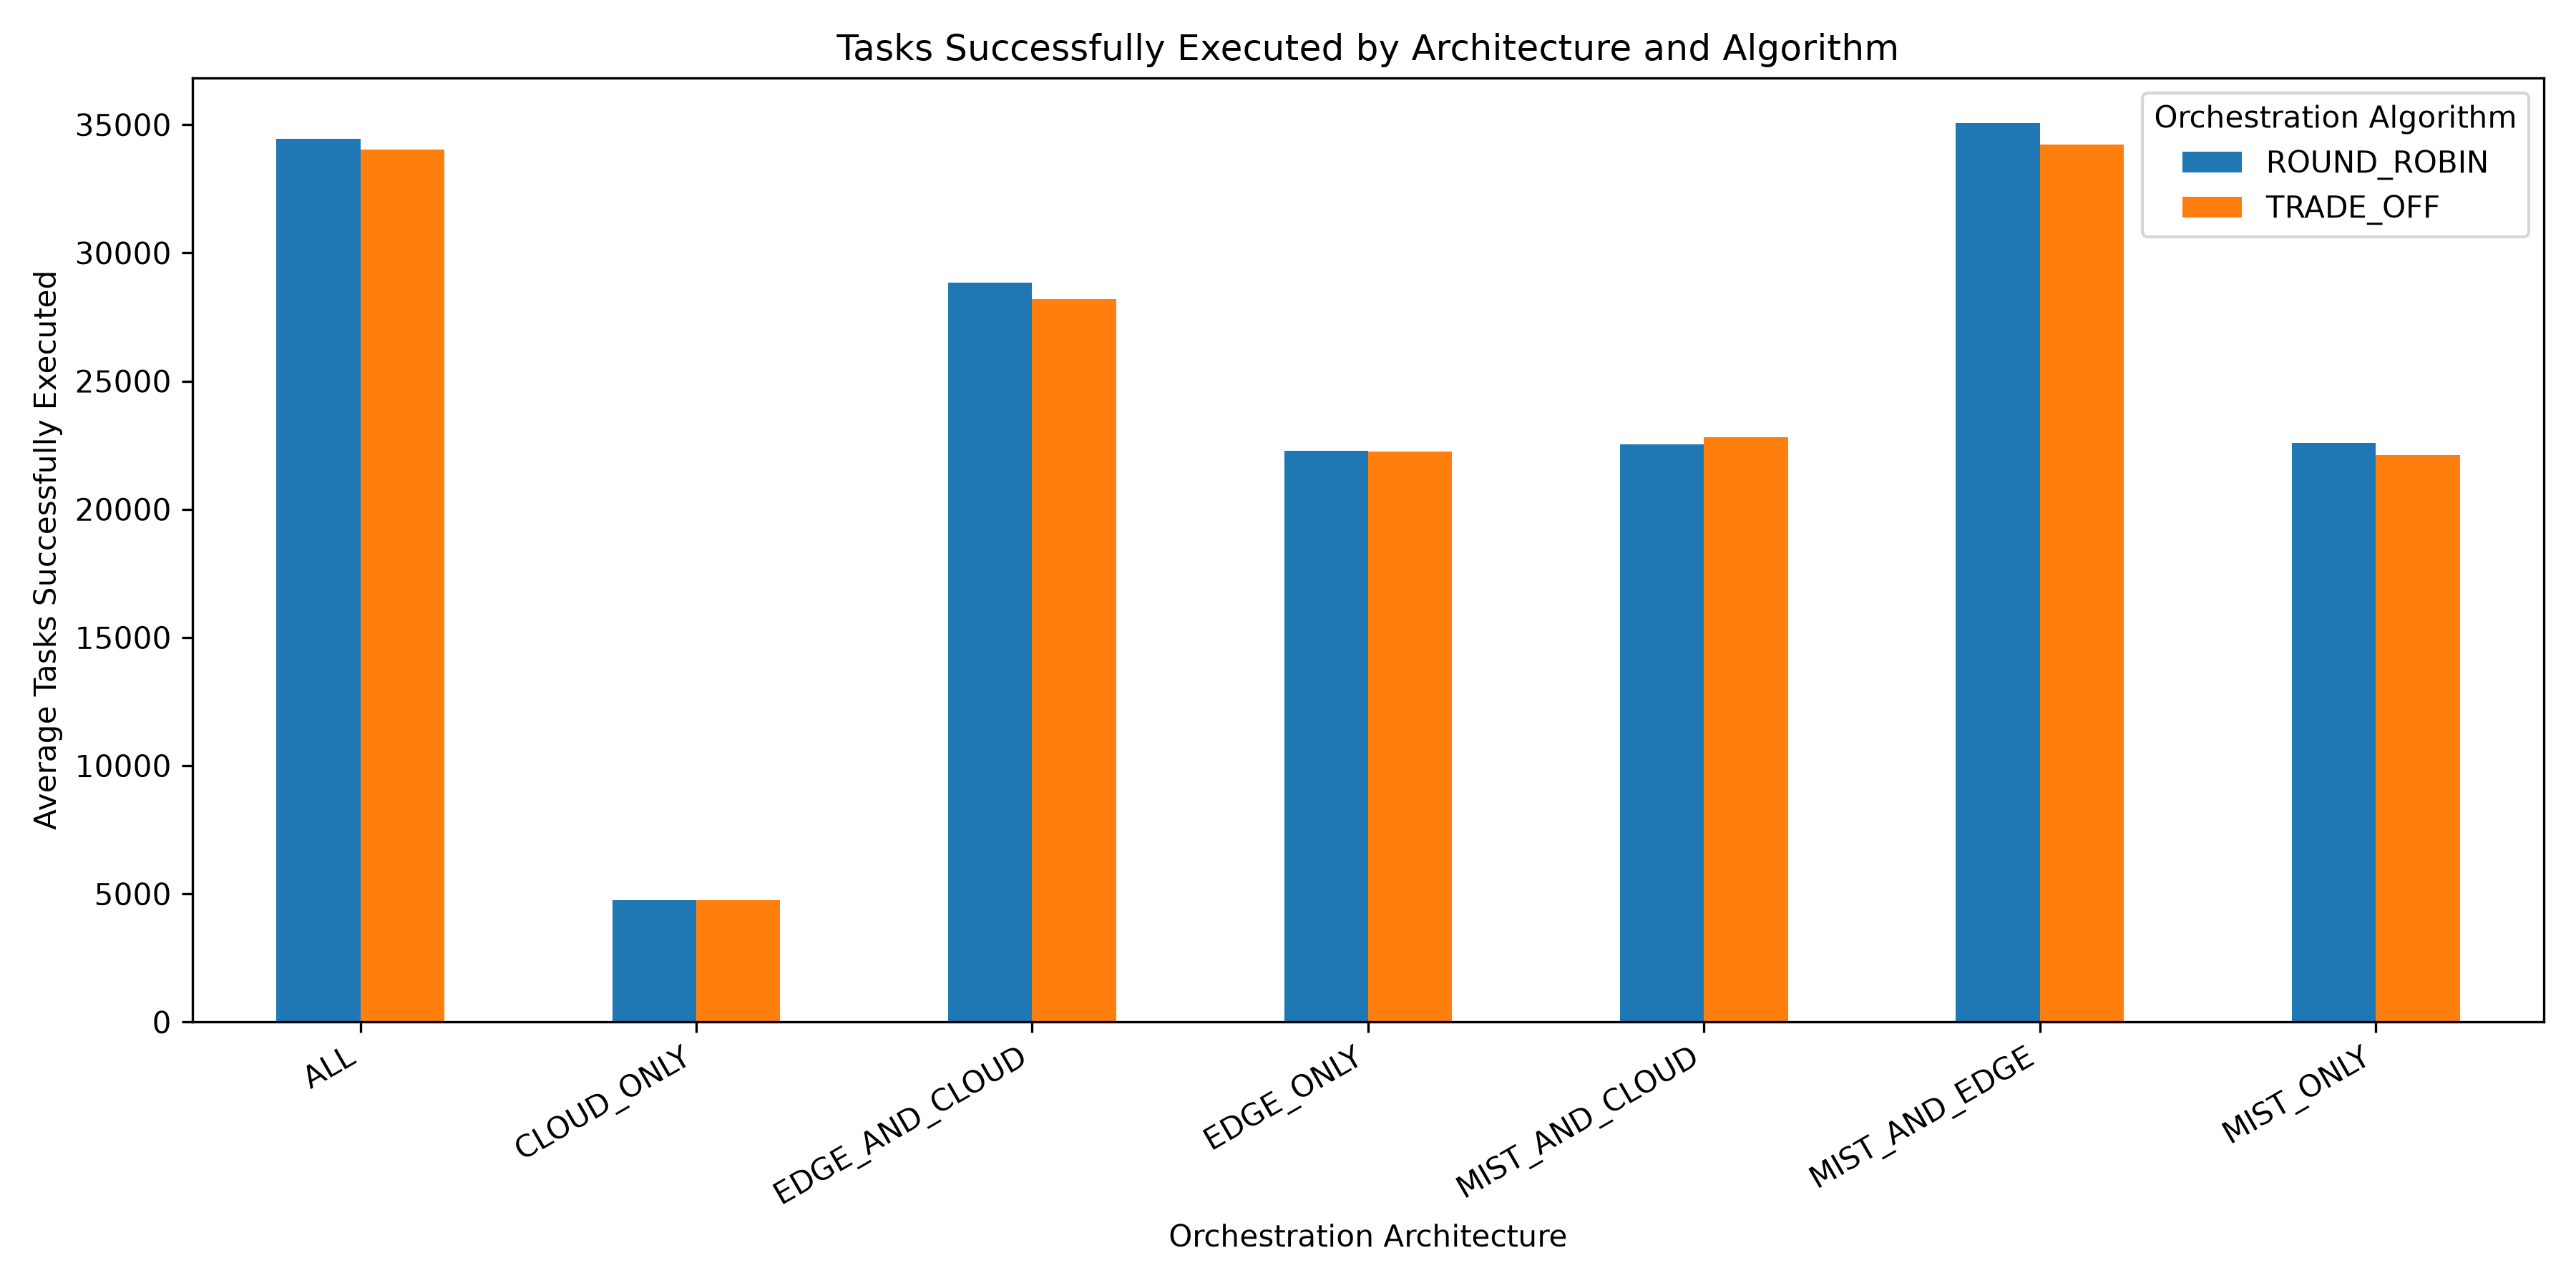 Tasks Successfully Executed by Architecture and Algorithm
Average Tasks Successfully Executed
35000
30000
25000
20000
15000
10000
5000
0
Orchestration Algorithm
ROUND_ROBIN
TRADE_OFF
ALL
CLOUD_ONLY
EDGE_AND_CLOUD
EDGE_ONLY
MIST_AND_CLOUD
MIST_AND_EDGE
MIST_ONLY
Orchestration Architecture